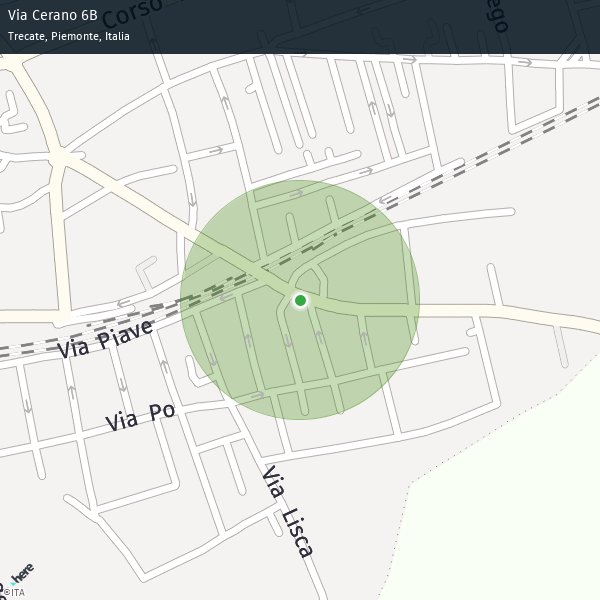 Via Cerano 6B
Trecate, Piemonte, Italia
Corso
ego
Via Piave
Via Po
Via Lisca
here
©ITA